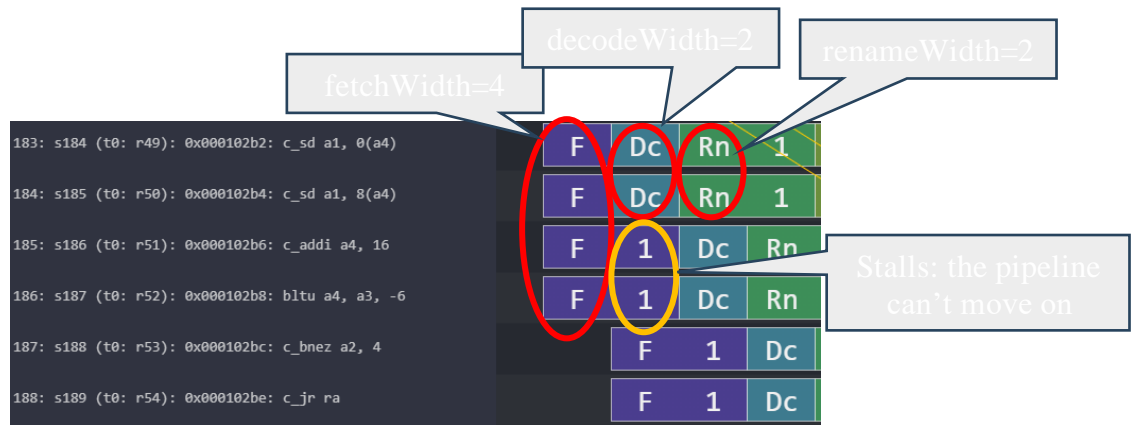 decodeWidth=2
renameWidth=2
fetchWidth=4
183: s184 (t0: r49): 0x000102b2: c_sd a1, 0(a4) F Dc Rn 1
184: s185 (t0: r50): 0x000102b4: c_sd a1, 8(a4) F Dc Rn 1
185: s186 (t0: r51): 0x000102b6: c_addi a4, 16 F 1 Dc Rn
186: s187 (t0: r52): 0x000102b8: bltu a4, a3, -6 F 1 Dc Rn
Stalls: the pipeline
can't move on
187: s188 (t0: r53): 0x000102bc: c_bnez a2, 4 F 1 Dc
188: s189 (t0: r54): 0x000102be: c_jr ra F 1 Dc